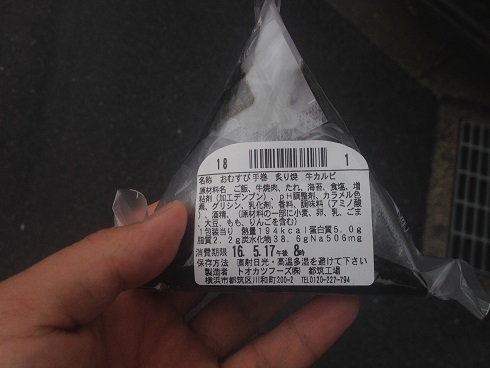 18 1
名称 おむすび手巻 炙り焼 牛カルビ
原材料名 ご飯、牛焼肉、たれ、海苔、食塩、増
粘剤(加工デンプン)、pH調整剤、カラメル色
素、グリシン、乳化剤、香料、調味料(アミノ酸
)、酒精、(原材料の一部に小麦、卵、乳、ごま
、大豆、もも、りんごを含む)
1包装当り 熱量194kcal蛋白質5.0g
脂質2.2g炭水化物38.6gNa506mg
消費期限 16. 5.17午後 8時
保存方法 直射日光・高温多湿を避けて下さい
製造者 トオカツフーズ㈱ 都筑工場
横浜市都筑区川和町200-2 TEL0120-227-794